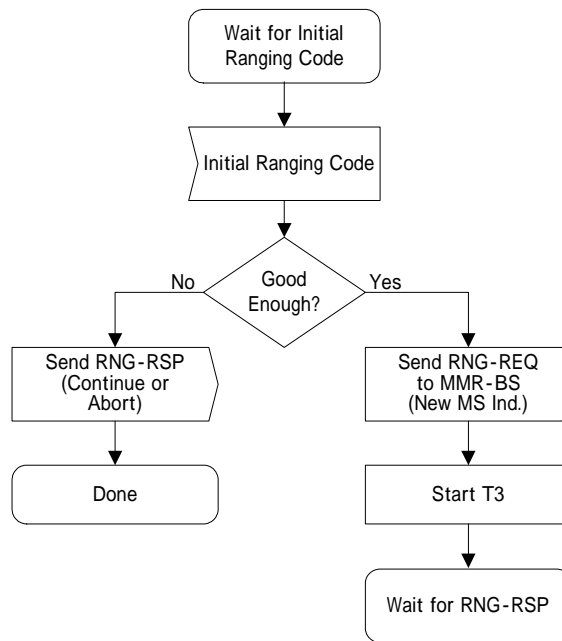 Wait for Initial
Ranging Code
Initial Ranging Code
Good
Enough?
No
Yes
Send RNG-RSP
(Continue or
Abort)
Send RNG-REQ
to MMR-BS
(New MS Ind.)
Done
Start T3
Wait for RNG-RSP